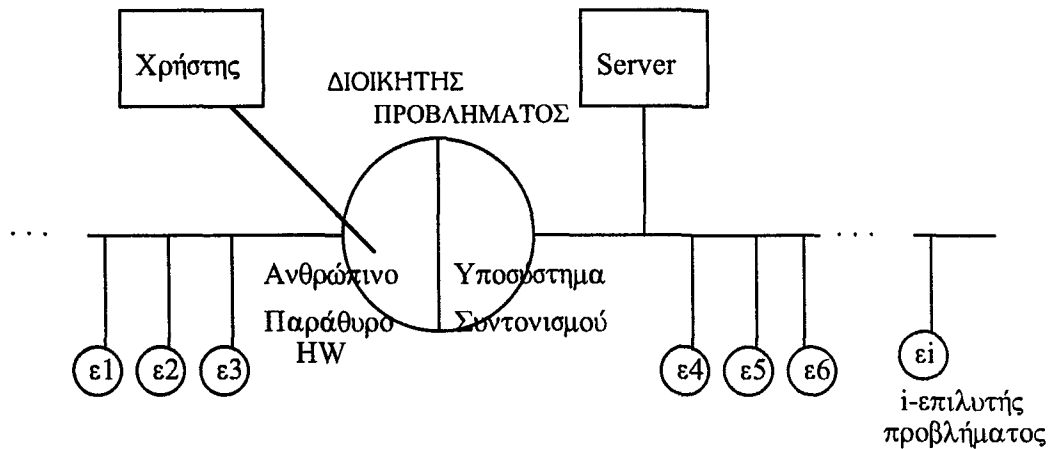 Χρήστης
Server
ΔΙΟΙΚΗΤΗΣ
ΠΡΟΒΛΗΜΑΤΟΣ
...
...
Ανθρώπινο
Υποσύστημα
Παράθυρο
Συντονισμού
HW
ε1
ε2
ε3
ε4
ε5
ε6
εi
i-επιλυτής
προβλήματος